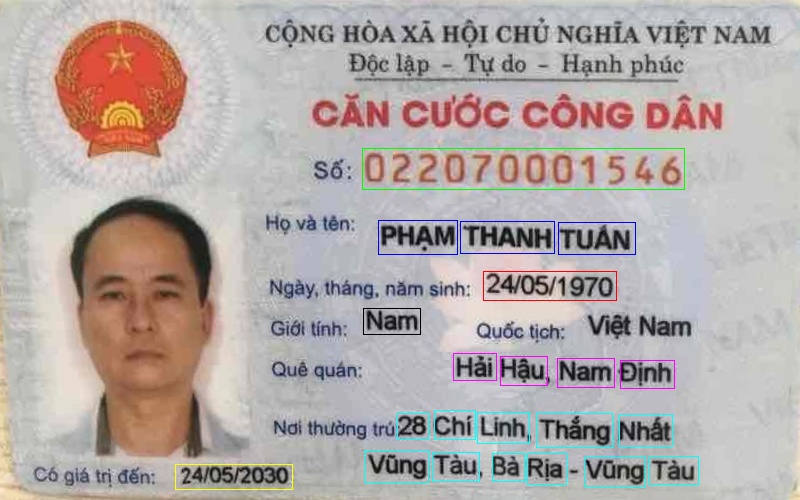 CỘNG HÒA XÃ HỘI CHỦ NGHĨA VIỆT NAM
Độc lập - Tự do - Hạnh phúc
CĂN CƯỚC CÔNG DÂN
Số: 022070001546
Họ và tên: PHẠM THANH TUẤN
Ngày, tháng, năm sinh: 24/05/1970
Giới tính: Nam Quốc tịch: Việt Nam
Quê quán: Hải Hậu, Nam Định
Nơi thường trú: 28 Chí Linh, Thắng Nhất
Vũng Tàu, Bà Rịa - Vũng Tàu
Có giá trị đến: 24/05/2030